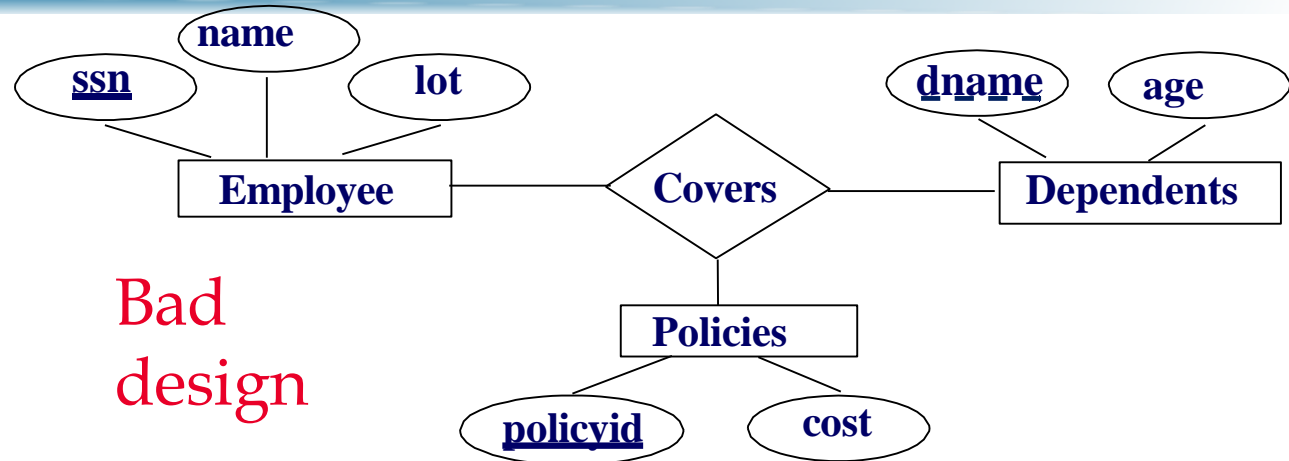 name
ssn
lot
dname
age
Employee
Covers
Dependents
Bad
design
Policies
policyid
cost